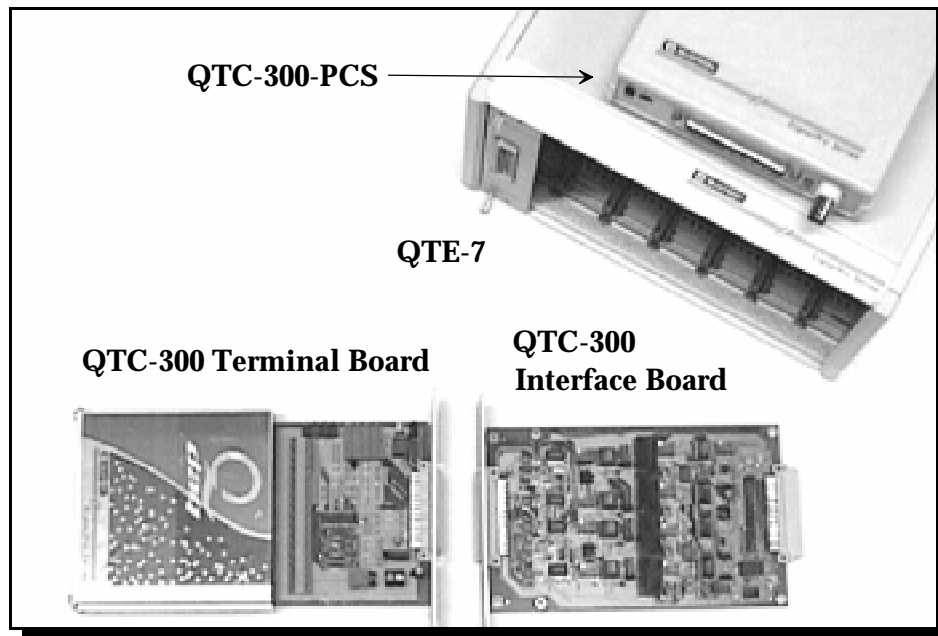 QTC-300-PCS
QTE-7
QTC-300 Terminal Board
QTC-300
Interface Board